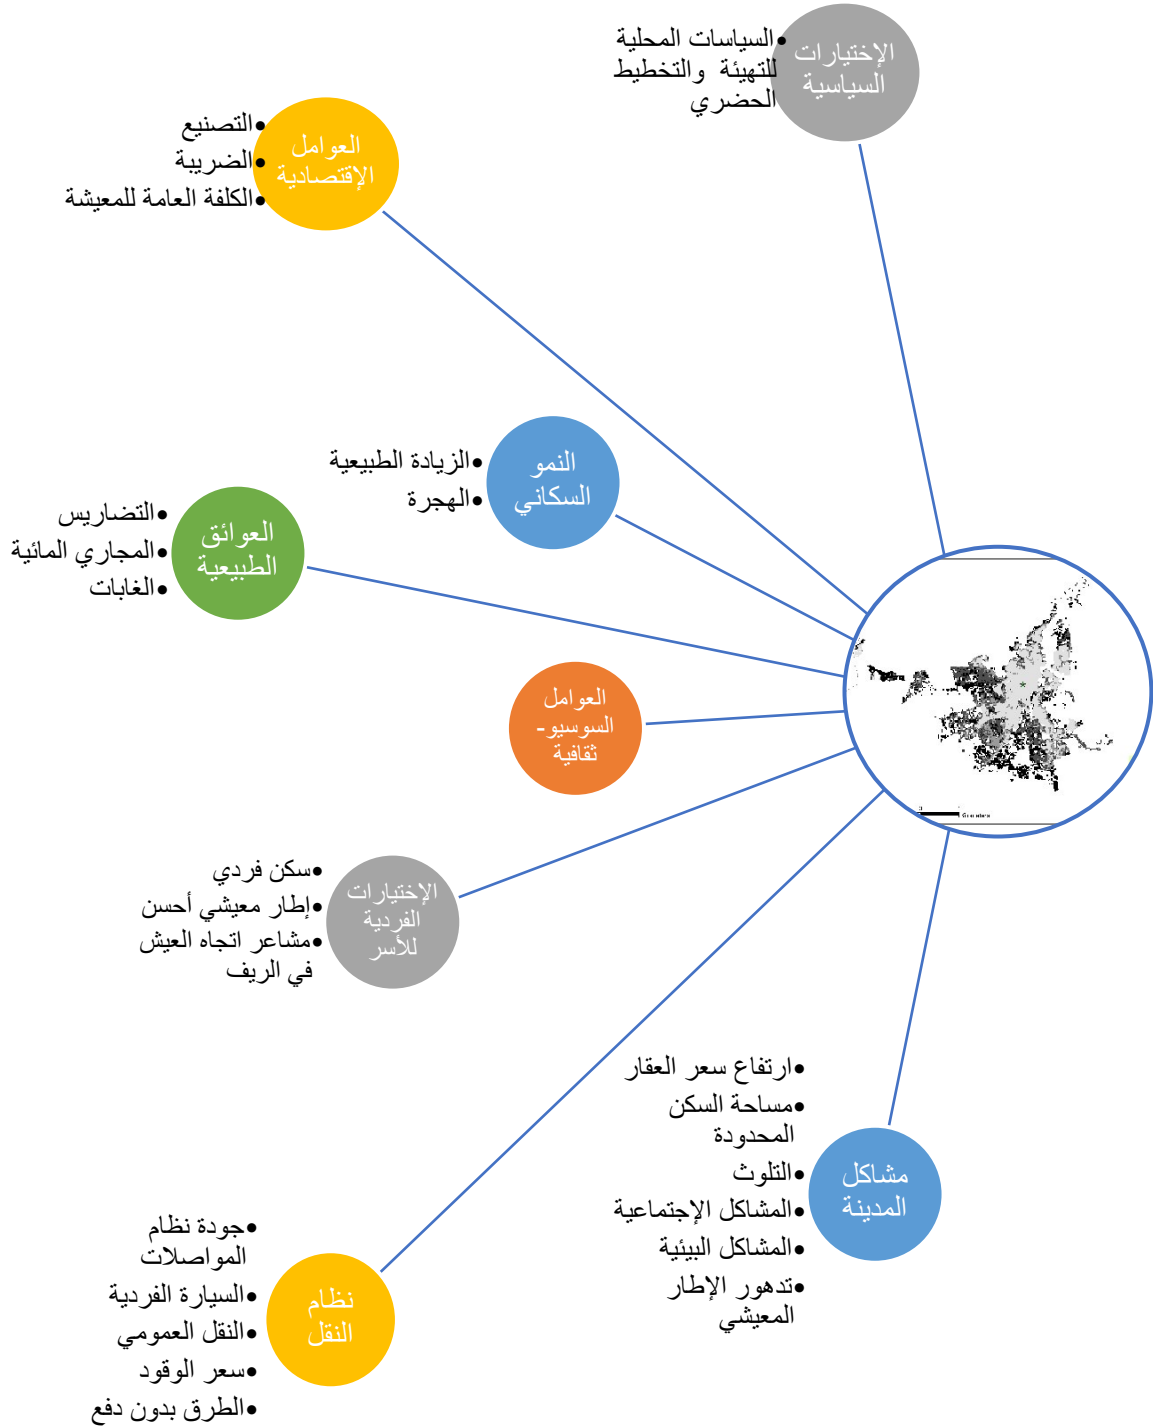 الإختيارات
السياسية
•السياسات المحلية
للتهيئة والتخطيط
الحضري
العوامل
الإقتصادية
•التصنيع
•الضريبة
•الكلفة العامة للمعيشة
النمو
السكاني
•الزيادة الطبيعية
•الهجرة
العوائق
الطبيعية
•التضاريس
•المجاري المائية
•الغابات
العوامل
السوسيو-
ثقافية
الإختيارات
الفردية
للأسر
•سكن فردي
•إطار معيشي أحسن
•مشاعر اتجاه العيش
في الريف
مشاكل
المدينة
•ارتفاع سعر العقار
•مساحة السكن
المحدودة
•التلوث
•المشاكل الإجتماعية
•المشاكل البيئية
•تدهور الإطار
المعيشي
نظام
النقل
•جودة نظام
المواصلات
•السيارة الفردية
•النقل العمومي
•سعر الوقود
•الطرق بدون دفع